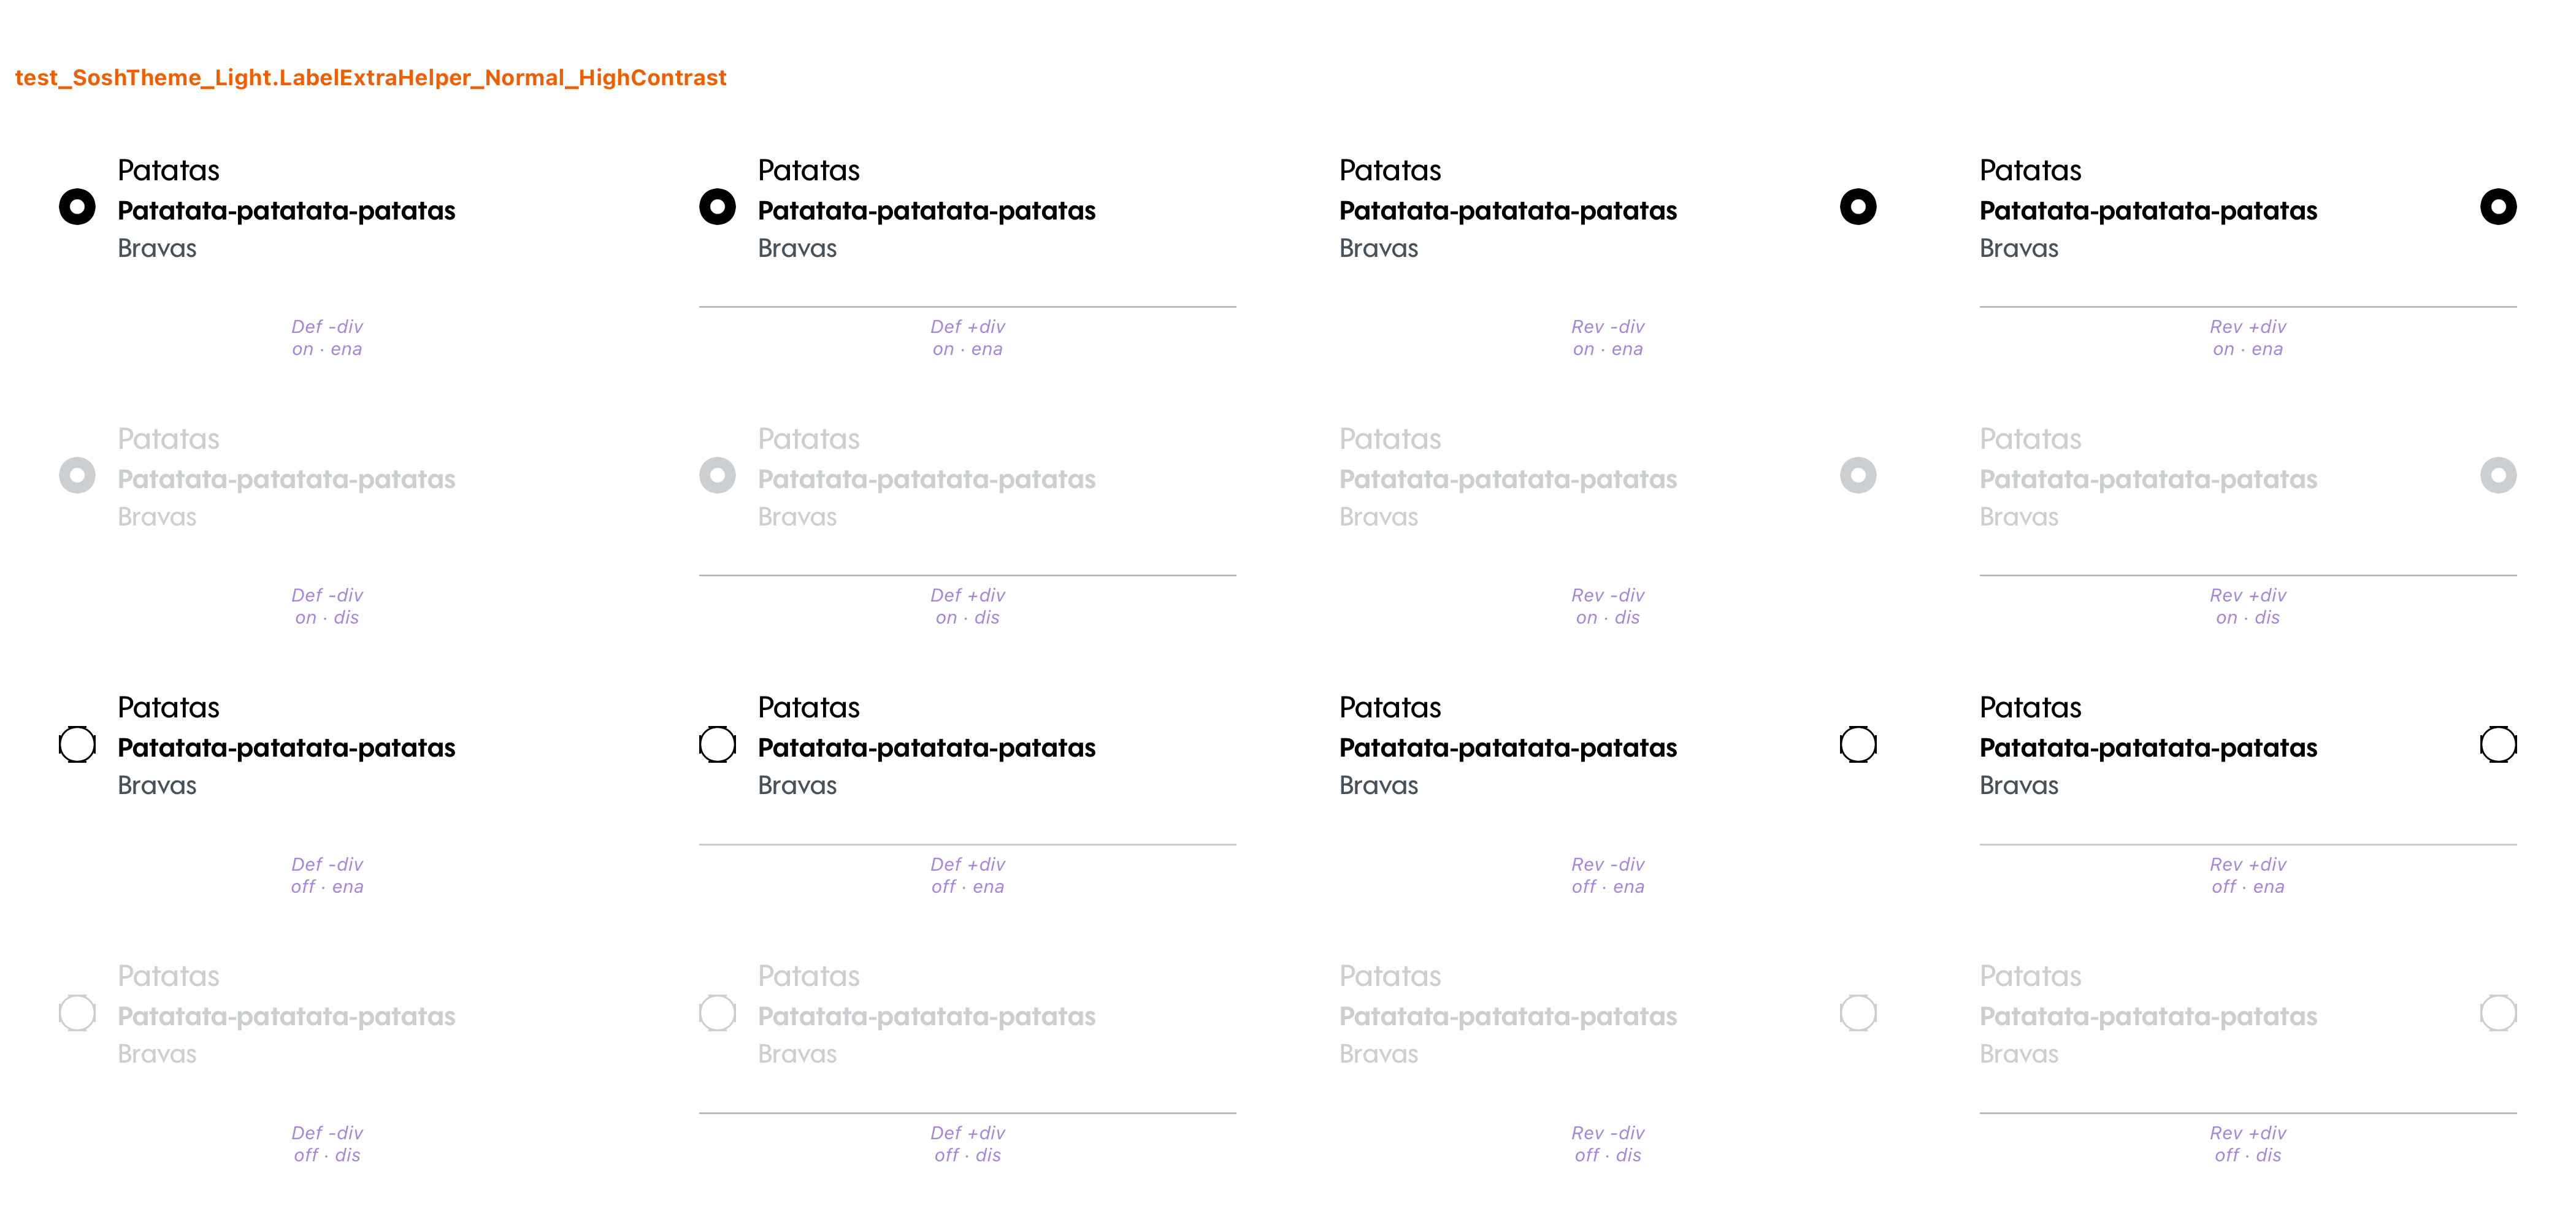 test_SoshTheme_Light.LabelExtraHelper_Normal_HighContrast
Patatas
Patatata-patatata-patatas
Bravas
Def -div
on · ena
Patatas
Patatata-patatata-patatas
Bravas
Def +div
on · ena
Patatas
Patatata-patatata-patatas
Bravas
Rev -div
on · ena
Patatas
Patatata-patatata-patatas
Bravas
Rev +div
on · ena
Patatas
Patatata-patatata-patatas
Bravas
Def -div
on · dis
Patatas
Patatata-patatata-patatas
Bravas
Def +div
on · dis
Patatas
Patatata-patatata-patatas
Bravas
Rev -div
on · dis
Patatas
Patatata-patatata-patatas
Bravas
Rev +div
on · dis
Patatas
Patatata-patatata-patatas
Bravas
Def -div
off · ena
Patatas
Patatata-patatata-patatas
Bravas
Def +div
off · ena
Patatas
Patatata-patatata-patatas
Bravas
Rev -div
off · ena
Patatas
Patatata-patatata-patatas
Bravas
Rev +div
off · ena
Patatas
Patatata-patatata-patatas
Bravas
Def -div
off · dis
Patatas
Patatata-patatata-patatas
Bravas
Def +div
off · dis
Patatas
Patatata-patatata-patatas
Bravas
Rev -div
off · dis
Patatas
Patatata-patatata-patatas
Bravas
Rev +div
off · dis